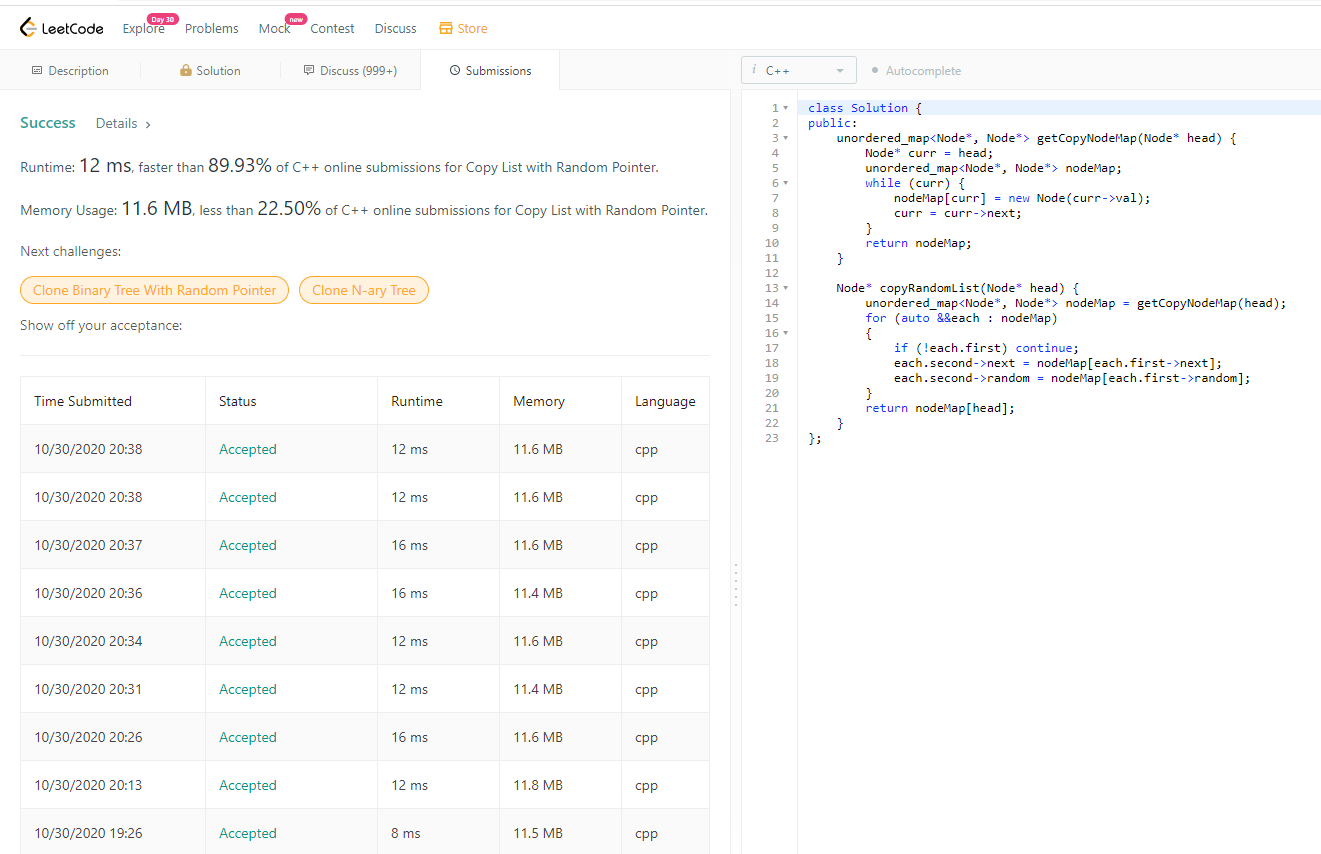 LeetCode
Explore Day 30 Problems Mock new Contest Discuss Store
Description Solution Discuss (999+) Submissions
Success Details >
Runtime: 12 ms, faster than 89.93% of C++ online submissions for Copy List with Random Pointer.
Memory Usage: 11.6 MB, less than 22.50% of C++ online submissions for Copy List with Random Pointer.
Next challenges:
Clone Binary Tree With Random Pointer Clone N-ary Tree
Show off your acceptance:
Time Submitted Status Runtime Memory Language
10/30/2020 20:38 Accepted 12 ms 11.6 MB cpp
10/30/2020 20:38 Accepted 12 ms 11.6 MB cpp
10/30/2020 20:37 Accepted 16 ms 11.6 MB cpp
10/30/2020 20:36 Accepted 16 ms 11.4 MB cpp
10/30/2020 20:34 Accepted 12 ms 11.6 MB cpp
10/30/2020 20:31 Accepted 12 ms 11.4 MB cpp
10/30/2020 20:26 Accepted 16 ms 11.6 MB cpp
10/30/2020 20:13 Accepted 12 ms 11.8 MB cpp
10/30/2020 19:26 Accepted 8 ms 11.5 MB cpp
i C++ Autocomplete
1 class Solution {
2 public:
3     unordered_map<Node*, Node*> getCopyNodeMap(Node* head) {
4         Node* curr = head;
5         unordered_map<Node*, Node*> nodeMap;
6         while (curr) {
7             nodeMap[curr] = new Node(curr->val);
8             curr = curr->next;
9         }
10         return nodeMap;
11     }
12
13     Node* copyRandomList(Node* head) {
14         unordered_map<Node*, Node*> nodeMap = getCopyNodeMap(head);
15         for (auto &&each : nodeMap)
16         {
17             if (!each.first) continue;
18             each.second->next = nodeMap[each.first->next];
19             each.second->random = nodeMap[each.first->random];
20         }
21         return nodeMap[head];
22     }
23 };